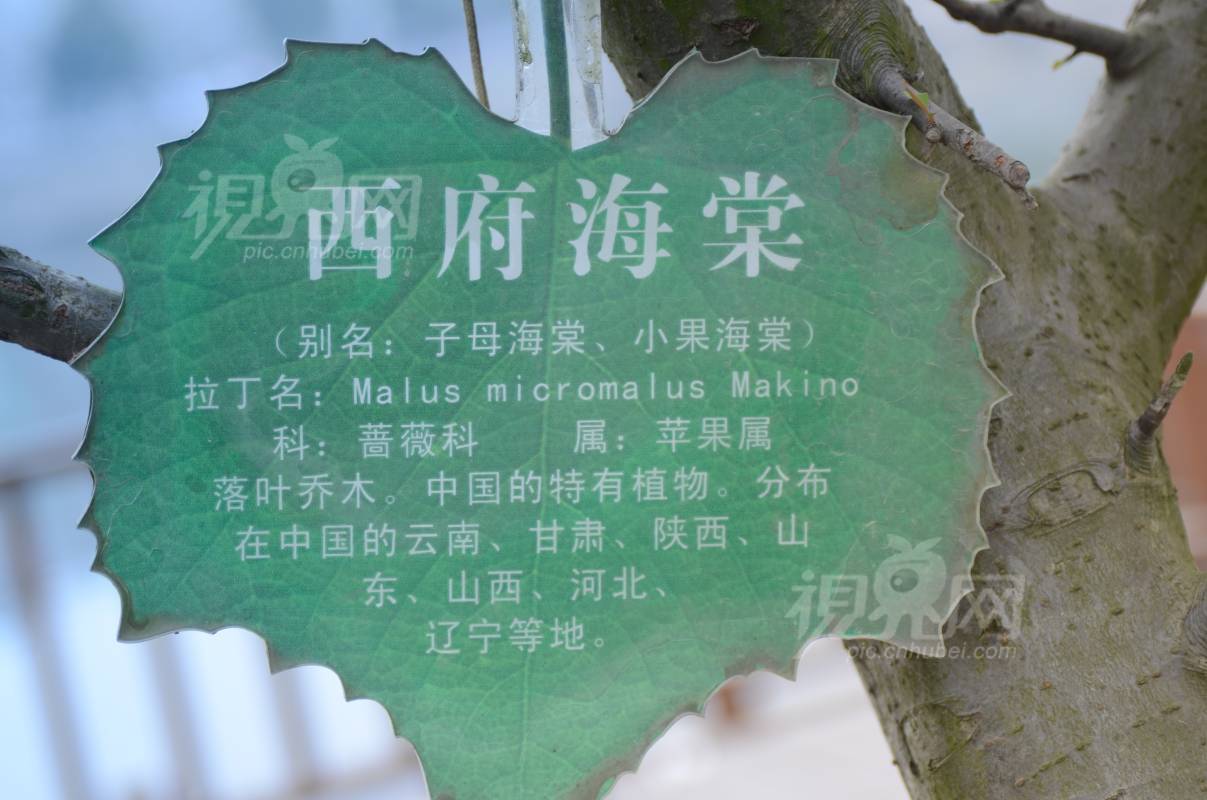 西府海棠
视界网
pic.cnhubei.com
（别名：子母海棠、小果海棠）
拉丁名：Malus micromalus Makino
科：蔷薇科 属：苹果属
落叶乔木。中国的特有植物。分布
在中国的云南、甘肃、陕西、山
东、山西、河北、
辽宁等地。
视界网
pic.cnhubei.com